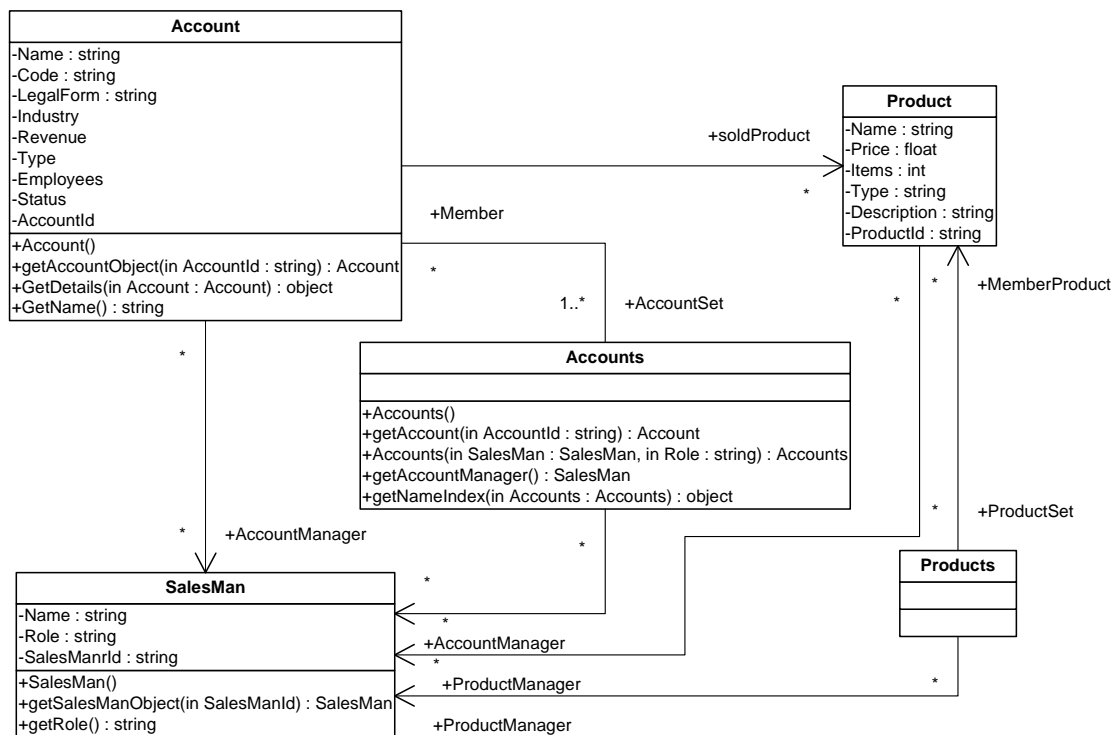 Account
-Name : string
-Code : string
-LegalForm : string
-Industry
-Revenue
-Type
-Employees
-Status
-AccountId
+Account()
+getAccountObject(in AccountId : string) : Account
+GetDetails(in Account : Account) : object
+GetName() : string
+soldProduct
*
Product
-Name : string
-Price : float
-Items : int
-Type : string
-Description : string
-ProductId : string
+Member
*
1..*
+AccountSet
*
*
+MemberProduct
*
Accounts
+Accounts()
+getAccount(in AccountId : string) : Account
+Accounts(in SalesMan : SalesMan, in Role : string) : Accounts
+getAccountManager() : SalesMan
+getNameIndex(in Accounts : Accounts) : object
*
+ProductSet
*
+AccountManager
*
Products
SalesMan
-Name : string
-Role : string
-SalesManrId : string
+SalesMan()
+getSalesManObject(in SalesManId) : SalesMan
+getRole() : string
*
*
+AccountManager
*
+ProductManager
*
+ProductManager